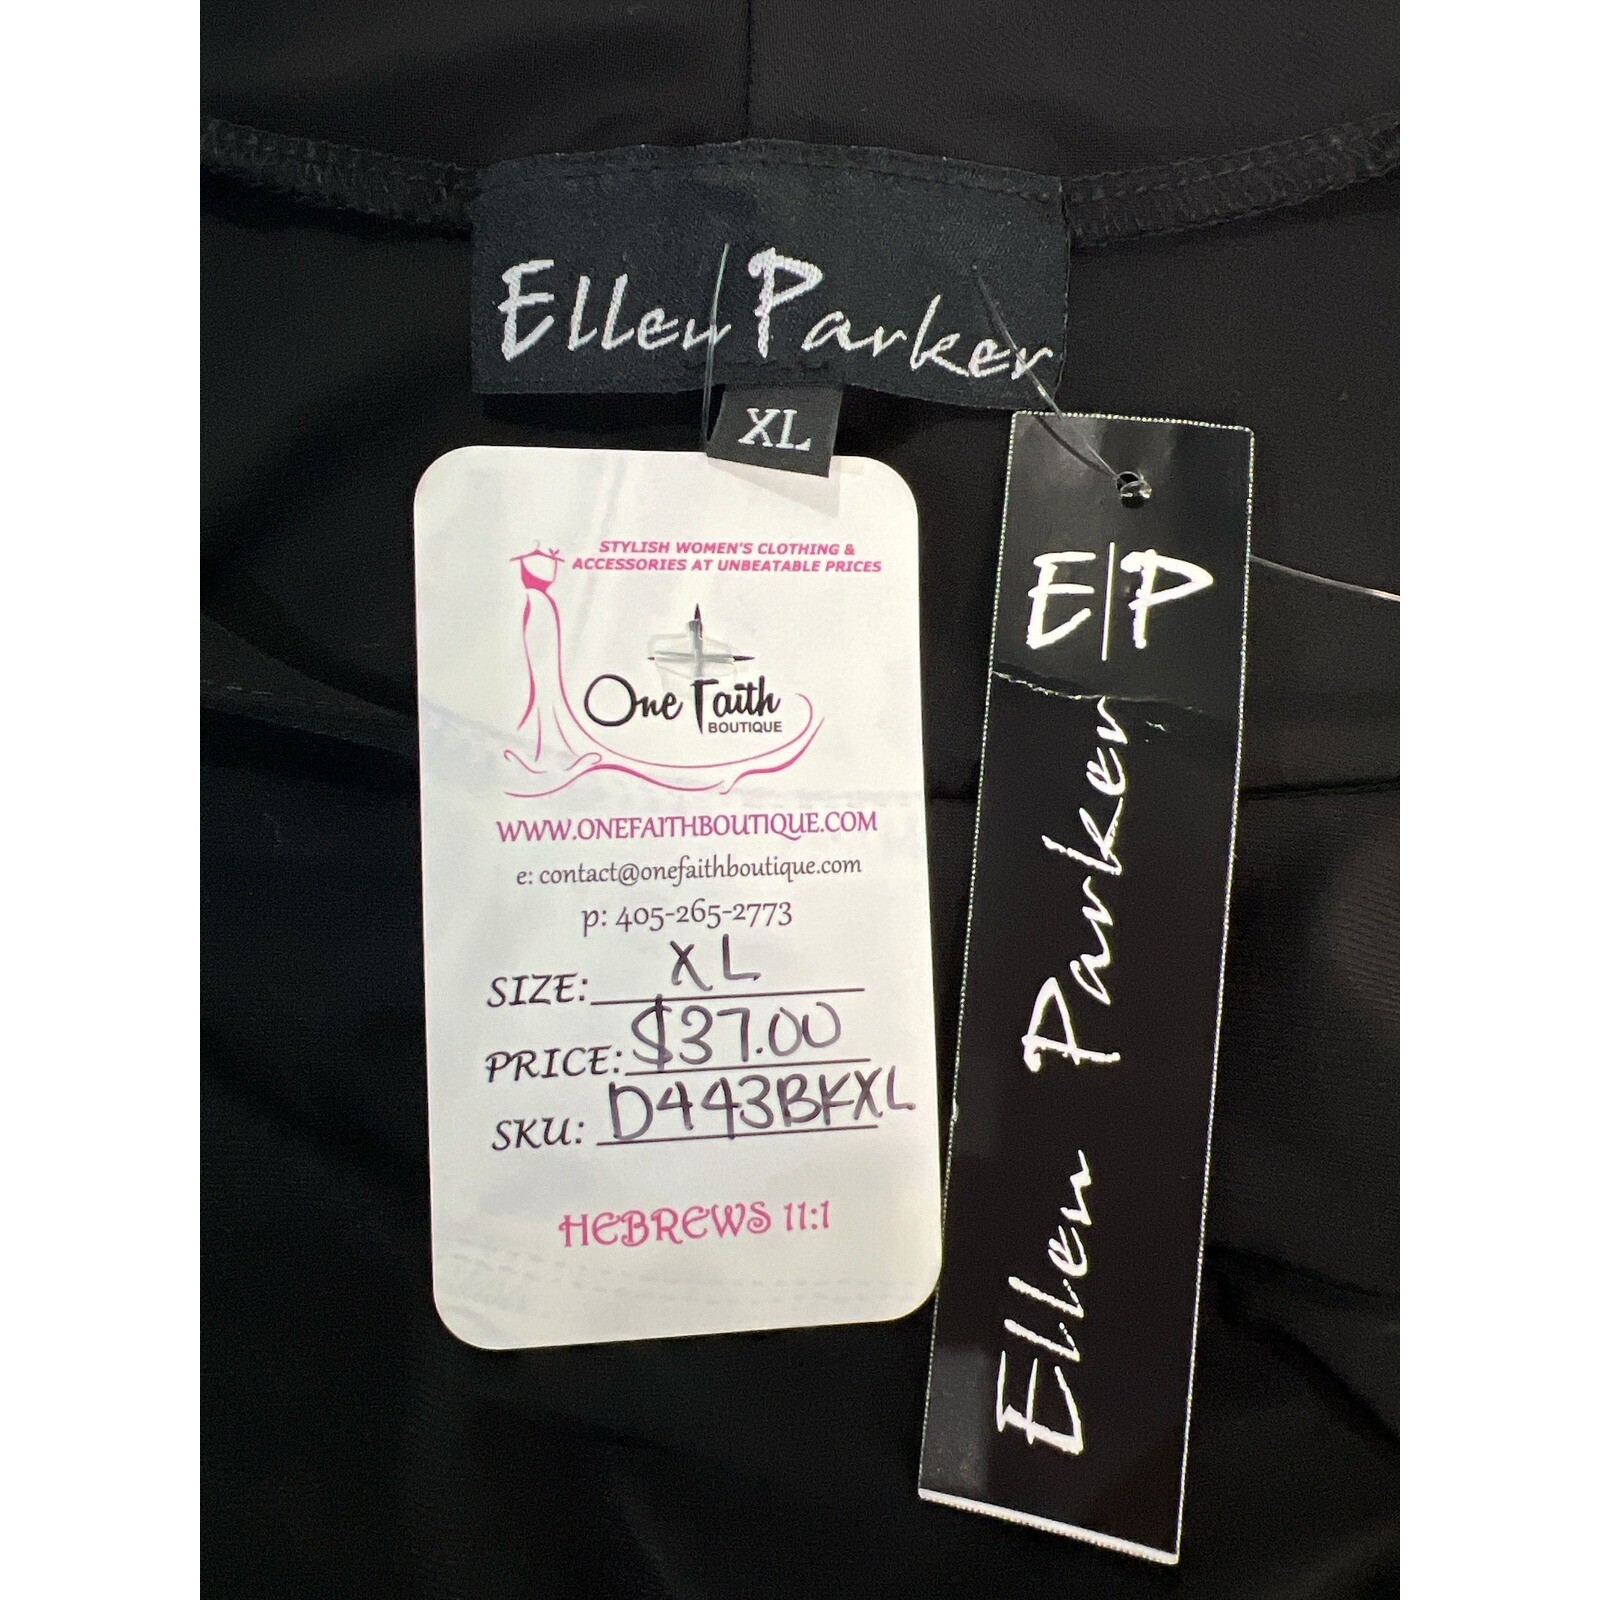 Ellen Parker
XL
STYLISH WOMEN'S CLOTHING &
ACCESSORIES AT UNBEATABLE PRICES
One Faith
BOUTIQUE
WWW.ONEFAITHBOUTIQUE.COM
e: contact@onefaithboutique.com
p: 405-265-2773
SIZE: XL
PRICE: $37.00
SKU: D443BKXL
HEBREWS 11:1
E|P
Ellen Parker